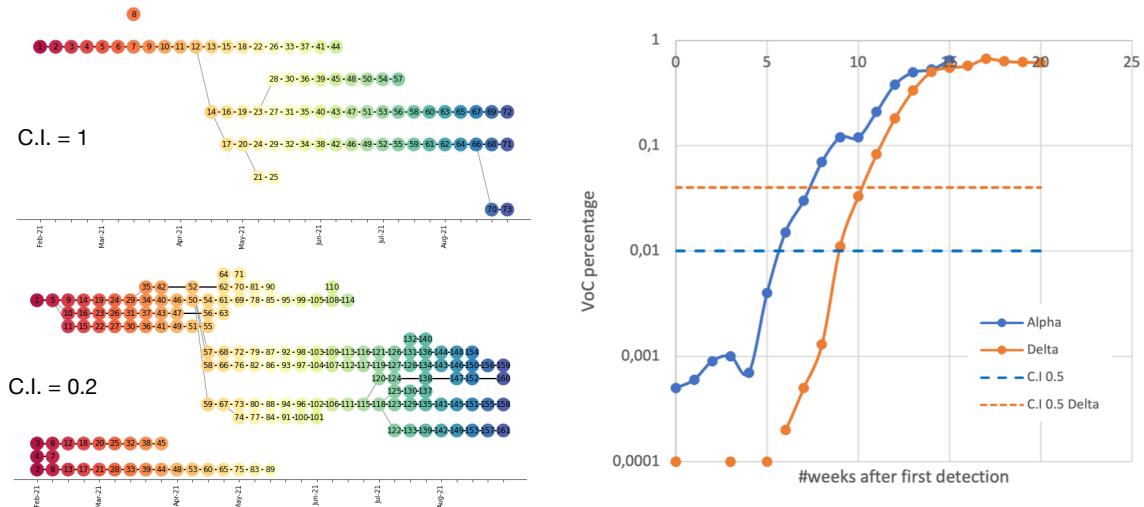 8
1 2 3 4 5 6 7 9 10 11 12 13 15 18 22 26 33 37 41 44
28 30 36 39 45 48 50 54 57
14 16 19 23 27 31 35 40 43 47 51 53 56 58 60 63 65 67 69 72
C.I. = 1
17 20 24 29 32 34 38 42 46 49 52 55 59 61 62 64 66 68 71
21 25
70 73
Feb-21 Mar-21 Apr-21 May-21 Jun-21 Jul-21 Aug-21
64 71
35 42 52 62 70 81 90 110
1 5 9 14 19 24 29 34 40 46 50 54 61 69 78 85 95 99 105 108 114
10 16 23 26 31 37 43 47 56 63
11 15 22 27 30 36 41 49 51 55
132 140
57 68 72 79 87 92 98 103 109 113 116 121 126 131 136 144 148 154
58 66 76 82 86 93 97 104 107 112 117 119 127 128 134 143 146 156 159
C.I. = 0.2
120 124 138 147 152 160
125 130 137
59 67 73 80 88 94 96 102 106 111 115 118 123 129 135 141 145 151 155 158
74 77 84 91 100 101
122 133 139 142 149 153 157 161
3 6 12 18 20 25 32 38 45
4 7
2 8 13 17 21 28 33 39 44 48 53 60 65 75 83 89
Feb-21 Mar-21 Apr-21 May-21 Jun-21 Jul-21 Aug-21
1
0 5 10 15 20 25
0,1
0,01
0,001
0,0001
VoC percentage
Alpha
Delta
C.I 0.5
C.I 0.5 Delta
#weeks after first detection